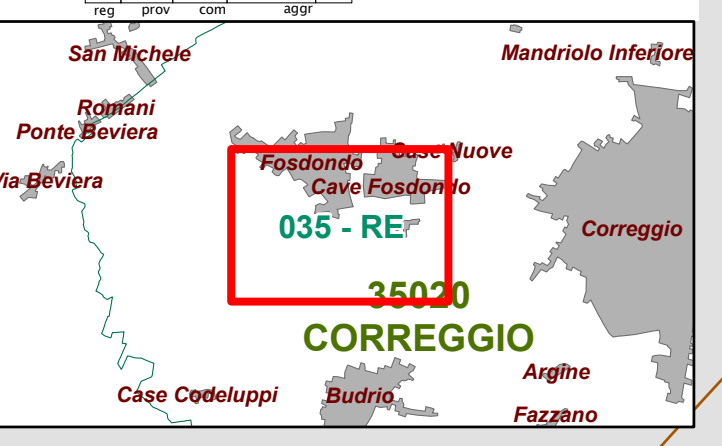 reg prov com aggr
San Michele
Mandriolo Inferiore
Romani
Ponte Beviera
Case Nuove
Fosdondo
Via Beviera
Cave Fosdondo
035 - RE
Correggio
35020
CORREGGIO
Argine
Case Codeluppi
Budrio
Fazzano